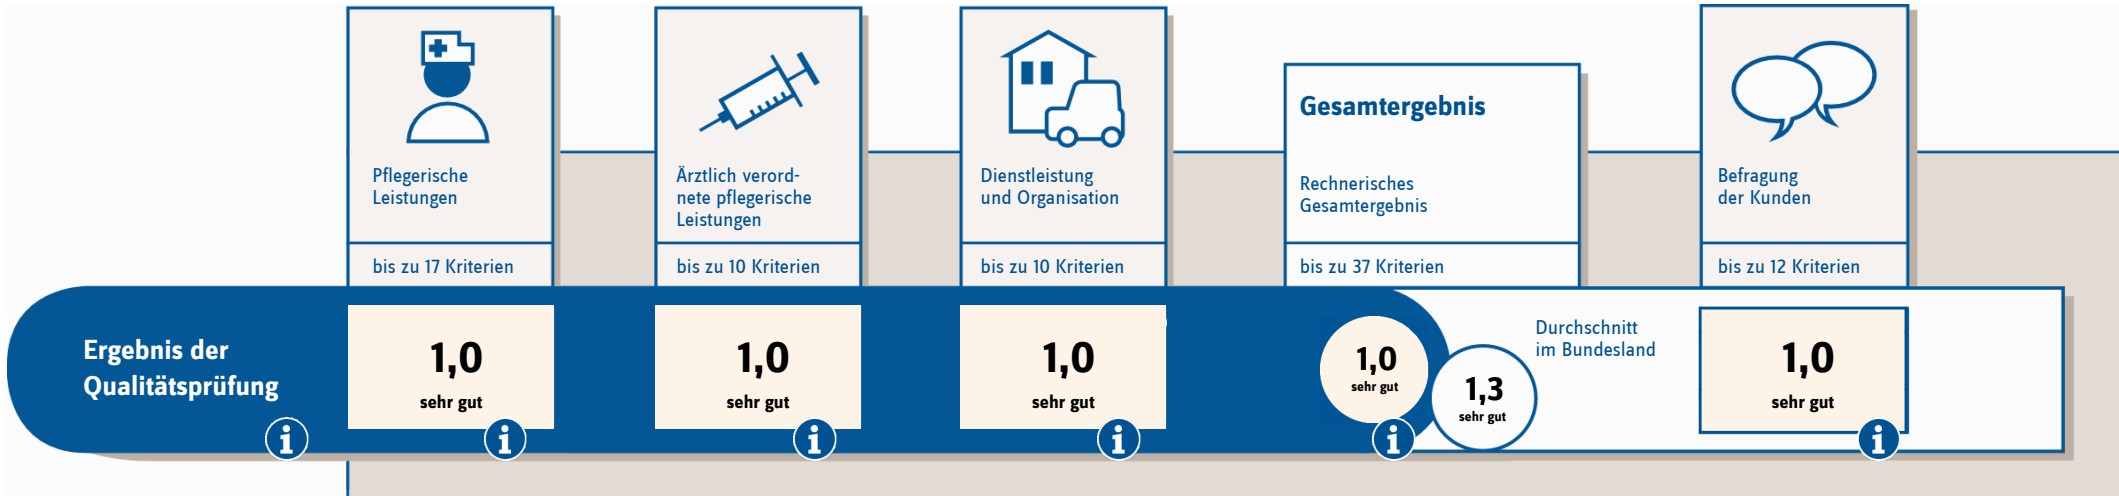 Pflegerische
Leistungen
bis zu 17 Kriterien
Ärztlich verord-
nete pflegerische
Leistungen
bis zu 10 Kriterien
Dienstleistung
und Organisation
bis zu 10 Kriterien
Gesamtergebnis
Rechnerisches
Gesamtergebnis
bis zu 37 Kriterien
Befragung
der Kunden
bis zu 12 Kriterien
Ergebnis der
Qualitätsprüfung
i
1,0
sehr gut
i
1,0
sehr gut
i
1,0
sehr gut
i
1,0
sehr gut
i
1,3
sehr gut
Durchschnitt
im Bundesland
1,0
sehr gut
i